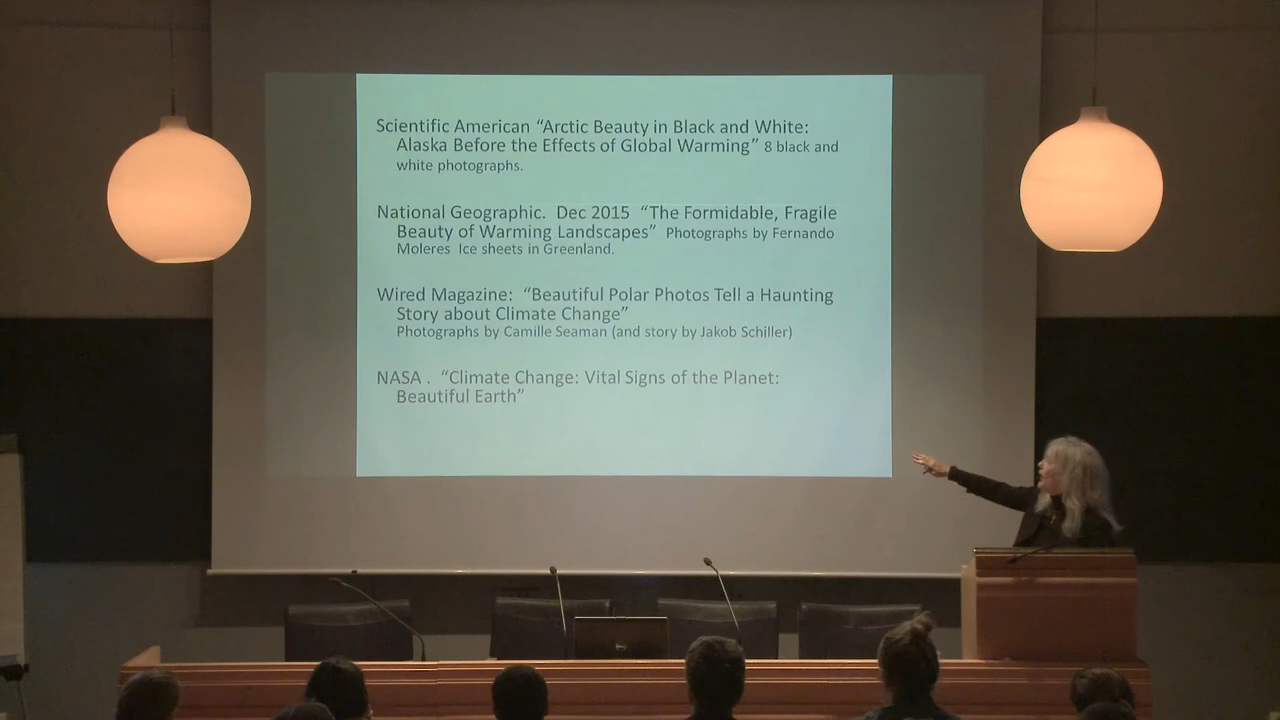 Scientific American “Arctic Beauty in Black and White:
Alaska Before the Effects of Global Warming” 8 black and
white photographs.
National Geographic. Dec 2015 “The Formidable, Fragile
Beauty of Warming Landscapes” Photographs by Fernando
Moleres Ice sheets in Greenland.
Wired Magazine: “Beautiful Polar Photos Tell a Haunting
Story about Climate Change”
Photographs by Camille Seaman (and story by Jakob Schiller)
NASA . “Climate Change: Vital Signs of the Planet:
Beautiful Earth”